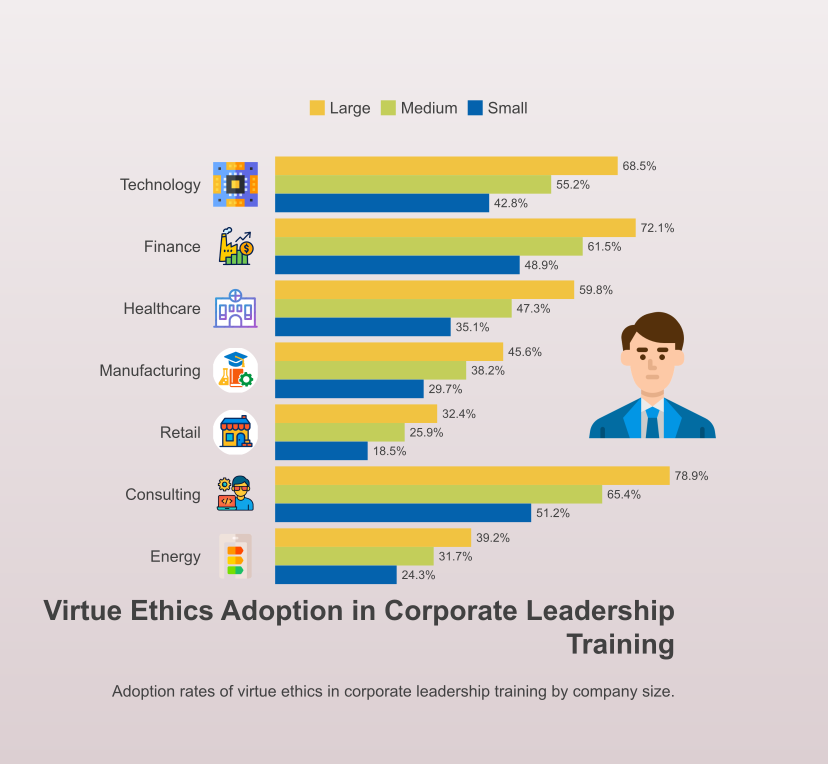 Large Medium Small
Technology
68.5%
55.2%
42.8%
Finance
72.1%
61.5%
48.9%
Healthcare
59.8%
47.3%
35.1%
Manufacturing
45.6%
38.2%
29.7%
Retail
32.4%
25.9%
18.5%
Consulting
78.9%
65.4%
51.2%
Energy
39.2%
31.7%
24.3%
Virtue Ethics Adoption in Corporate Leadership
Training
Adoption rates of virtue ethics in corporate leadership training by company size.